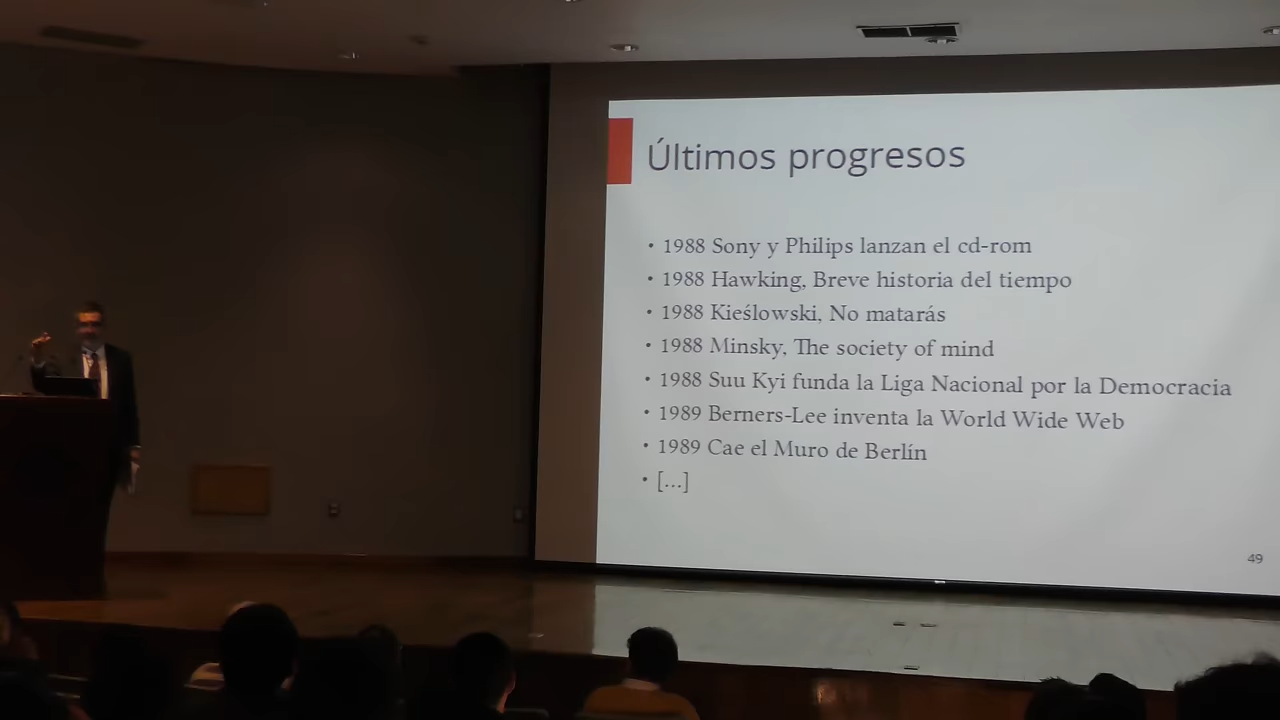 Últimos progresos
• 1988 Sony y Philips lanzan el cd-rom
• 1988 Hawking, Breve historia del tiempo
• 1988 Kieślowski, No matarás
• 1988 Minsky, The society of mind
• 1988 Suu Kyi funda la Liga Nacional por la Democracia
• 1989 Berners-Lee inventa la World Wide Web
• 1989 Cae el Muro de Berlín
• [...]
49